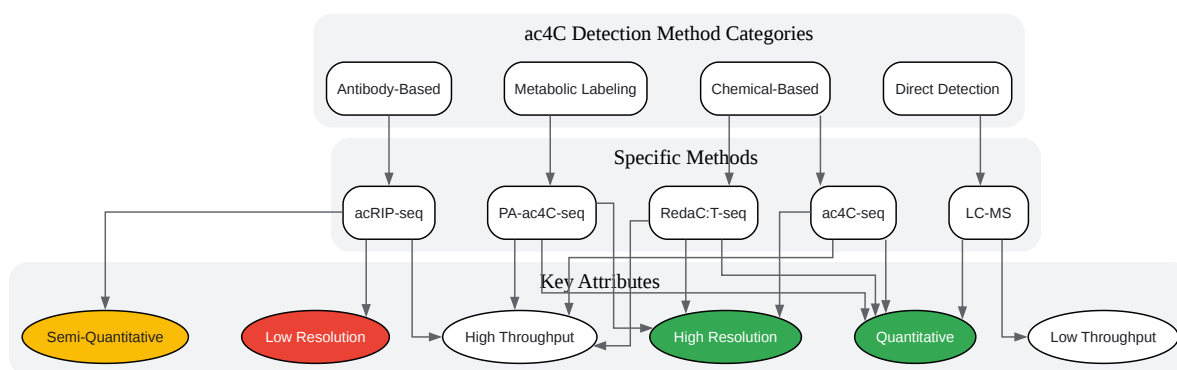 ac4C Detection Method Categories
Antibody-Based
Metabolic Labeling
Chemical-Based
Direct Detection
Specific Methods
acRIP-seq
PA-ac4C-seq
RedaC:T-seq
ac4C-seq
LC-MS
Key Attributes
Semi-Quantitative
Low Resolution
High Throughput
High Resolution
Quantitative
Low Throughput